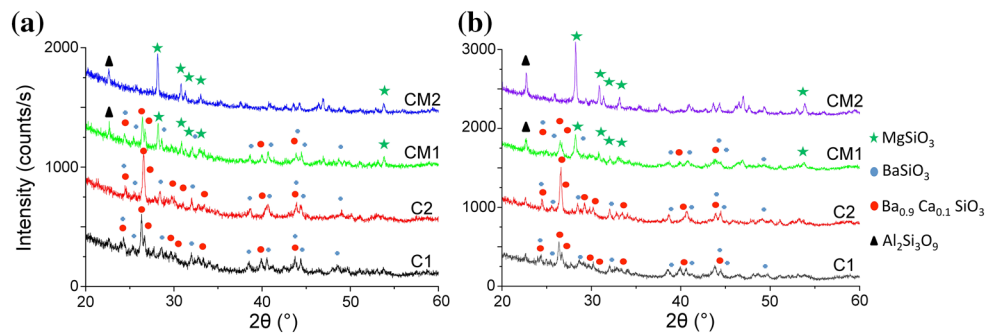 (a)
2000
1000
0
Intensity (counts/s)
CM2
CM1
C2
C1
20 30 40 50 60
2θ (°)
(b)
3000
2000
1000
0
CM2
CM1
C2
C1
20 30 40 50 60
2θ (°)
MgSiO₃
BaSiO₃
Ba₀.₉ Ca₀.₁ SiO₃
Al₂Si₃O₉